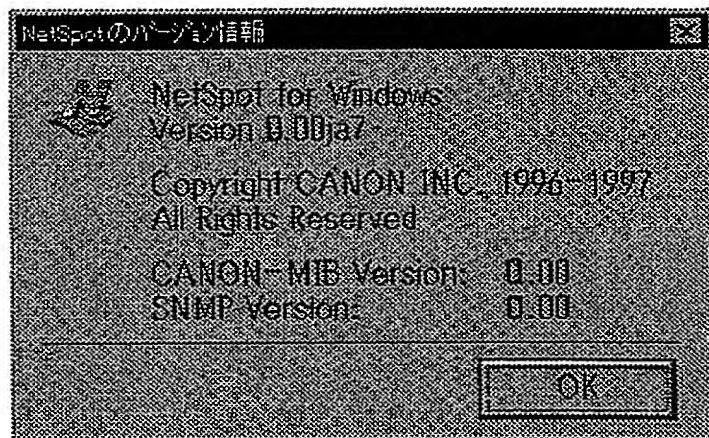 NetSpotのバージョン情報
NetSpot for Windows
Version 0.00ja7
Copyright CANON INC. 1996-1997
All Rights Reserved
CANON-MIB Version: 0.00
SNMP Version: 0.00
OK